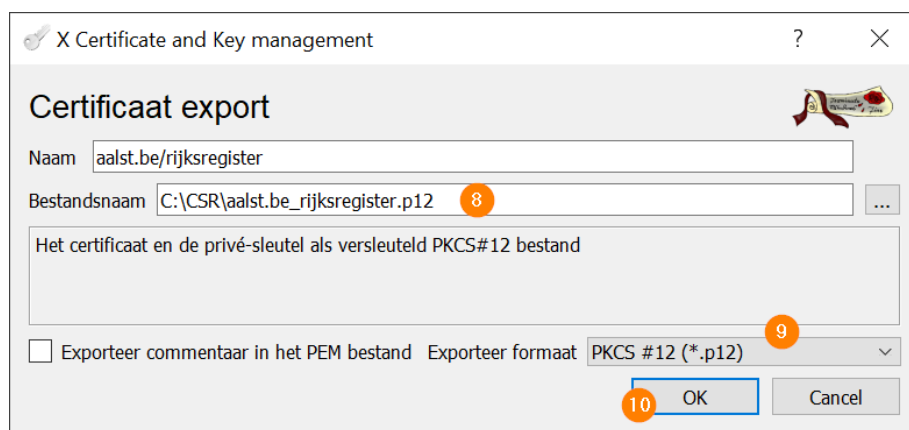 X Certificate and Key management ?
Certificaat export
Naam aalst.be/rijksregister
Bestandsnaam C:\CSR\aalst.be_rijksregister.p12 8 ...
Het certificaat en de privé-sleutel als versleuteld PKCS#12 bestand
9
Exporteer commentaar in het PEM bestand Exporteer formaat PKCS #12 (*.p12)
10 OK Cancel